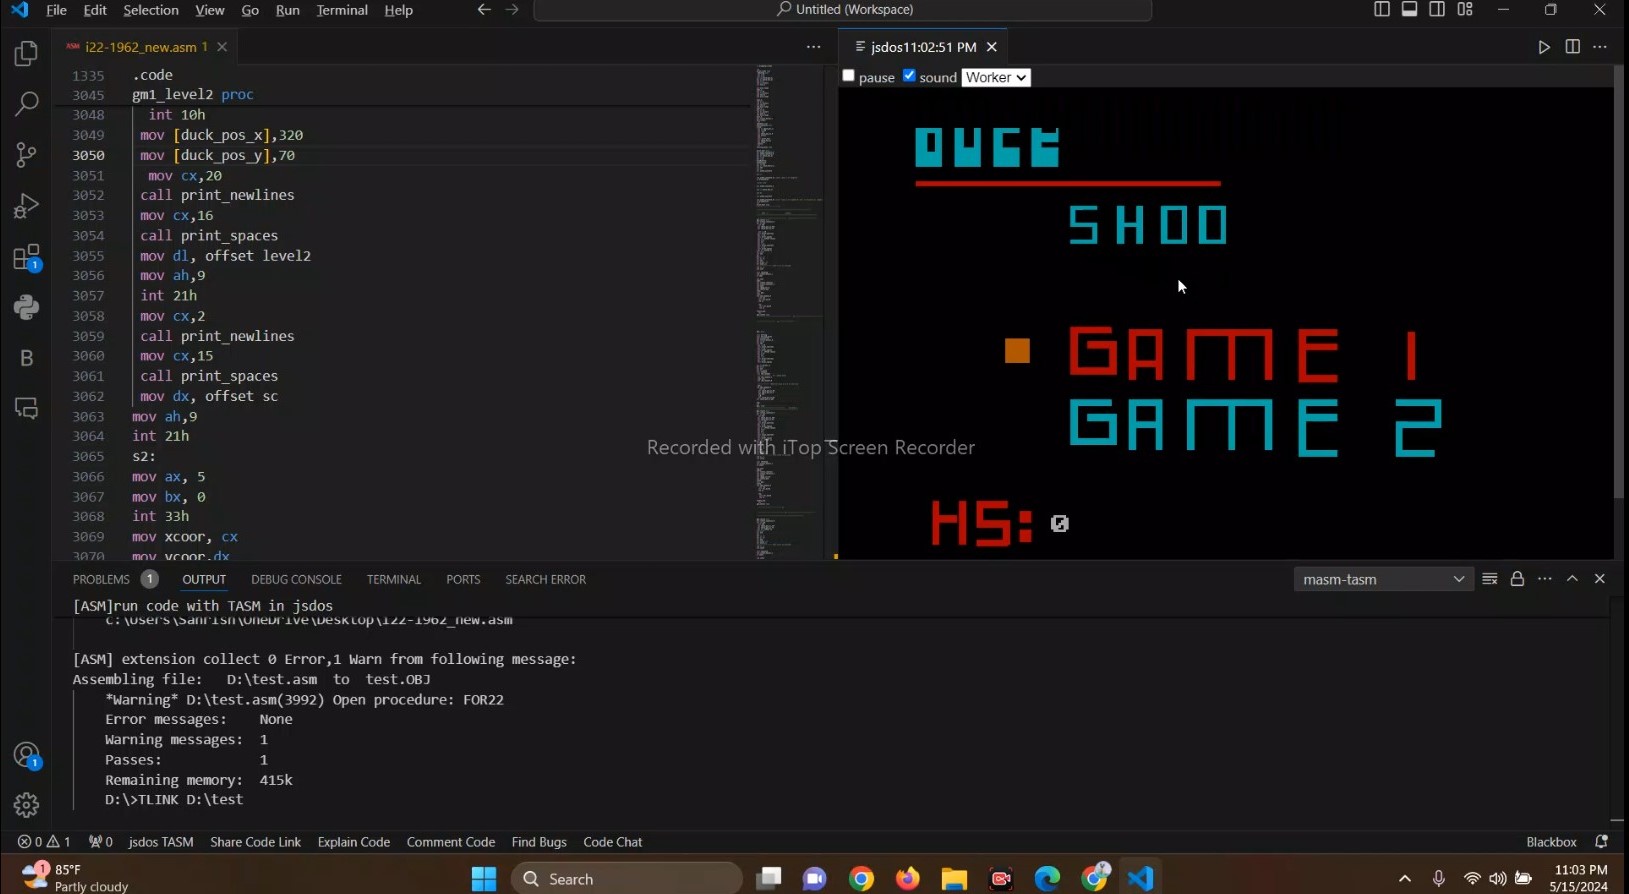 File Edit Selection View Go Run Terminal Help
Untitled (Workspace)
ASM i22-1962_new.asm 1
jsdos11:02:51 PM
pause sound Worker
1335 .code
3045 gm1_level2 proc
3048 int 10h
3049 mov [duck_pos_x],320
3050 mov [duck_pos_y],70
3051 mov cx,20
3052 call print_newlines
3053 mov cx,16
3054 call print_spaces
3055 mov dl, offset level2
3056 mov ah,9
3057 int 21h
3058 mov cx,2
3059 call print_newlines
3060 mov cx,15
3061 call print_spaces
3062 mov dx, offset sc
3063 mov ah,9
3064 int 21h
3065 s2:
3066 mov ax, 5
3067 mov bx, 0
3068 int 33h
3069 mov xcoor, cx
3070 mov ycoor,dx
DUCK
SHOO
GAME 1
GAME 2
HS: 0
Recorded with iTop Screen Recorder
PROBLEMS 1 OUTPUT DEBUG CONSOLE TERMINAL PORTS SEARCH ERROR
masm-tasm
[ASM]run code with TASM in jsdos
c:\Users\Sanrish\OneDrive\Desktop\i22-1962_new.asm
[ASM] extension collect 0 Error,1 Warn from following message:
Assembling file: D:\test.asm to test.OBJ
*Warning* D:\test.asm(3992) Open procedure: FOR22
Error messages: None
Warning messages: 1
Passes: 1
Remaining memory: 415k
D:\>TLINK D:\test
0 1 0 jsdos TASM Share Code Link Explain Code Comment Code Find Bugs Code Chat
Blackbox
1 85°F
Partly cloudy
Search
11:03 PM
5/15/2024